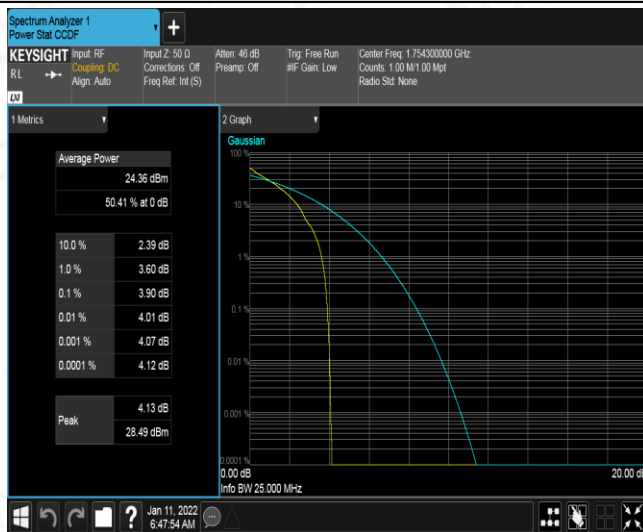 Spectrum Analyzer 1
Power Stat CCDF
+
KEYSIGHT
RL
LXI
Input: RF
Coupling: DC
Align: Auto
Input Z: 50 Ω
Corrections: Off
Freq Ref: Int (S)
Atten: 46 dB
Preamp: Off
Trig: Free Run
#IF Gain: Low
Center Freq: 1.754300000 GHz
Counts: 1.00 M/1.00 Mpt
Radio Std: None
1 Metrics
Average Power
24.36 dBm
50.41 % at 0 dB
10.0 % 2.39 dB
1.0 % 3.60 dB
0.1 % 3.90 dB
0.01 % 4.01 dB
0.001 % 4.07 dB
0.0001 % 4.12 dB
Peak
4.13 dB
28.49 dBm
2 Graph
Gaussian
100 %
10 %
1 %
0.1 %
0.01 %
0.001 %
0.0001 %
0.00 dB
20.00 dB
Info BW 25.000 MHz
?
Jan 11, 2022
6:47:54 AM